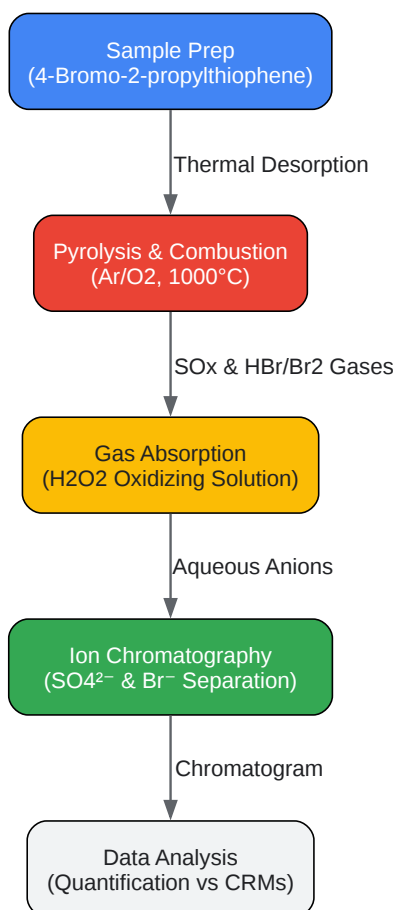 Sample Prep
(4-Bromo-2-propylthiophene)
Thermal Desorption
Pyrolysis & Combustion
(Ar/O2, 1000°C)
SOx & HBr/Br2 Gases
Gas Absorption
(H2O2 Oxidizing Solution)
Aqueous Anions
Ion Chromatography
(SO4²⁻ & Br⁻ Separation)
Chromatogram
Data Analysis
(Quantification vs CRMs)